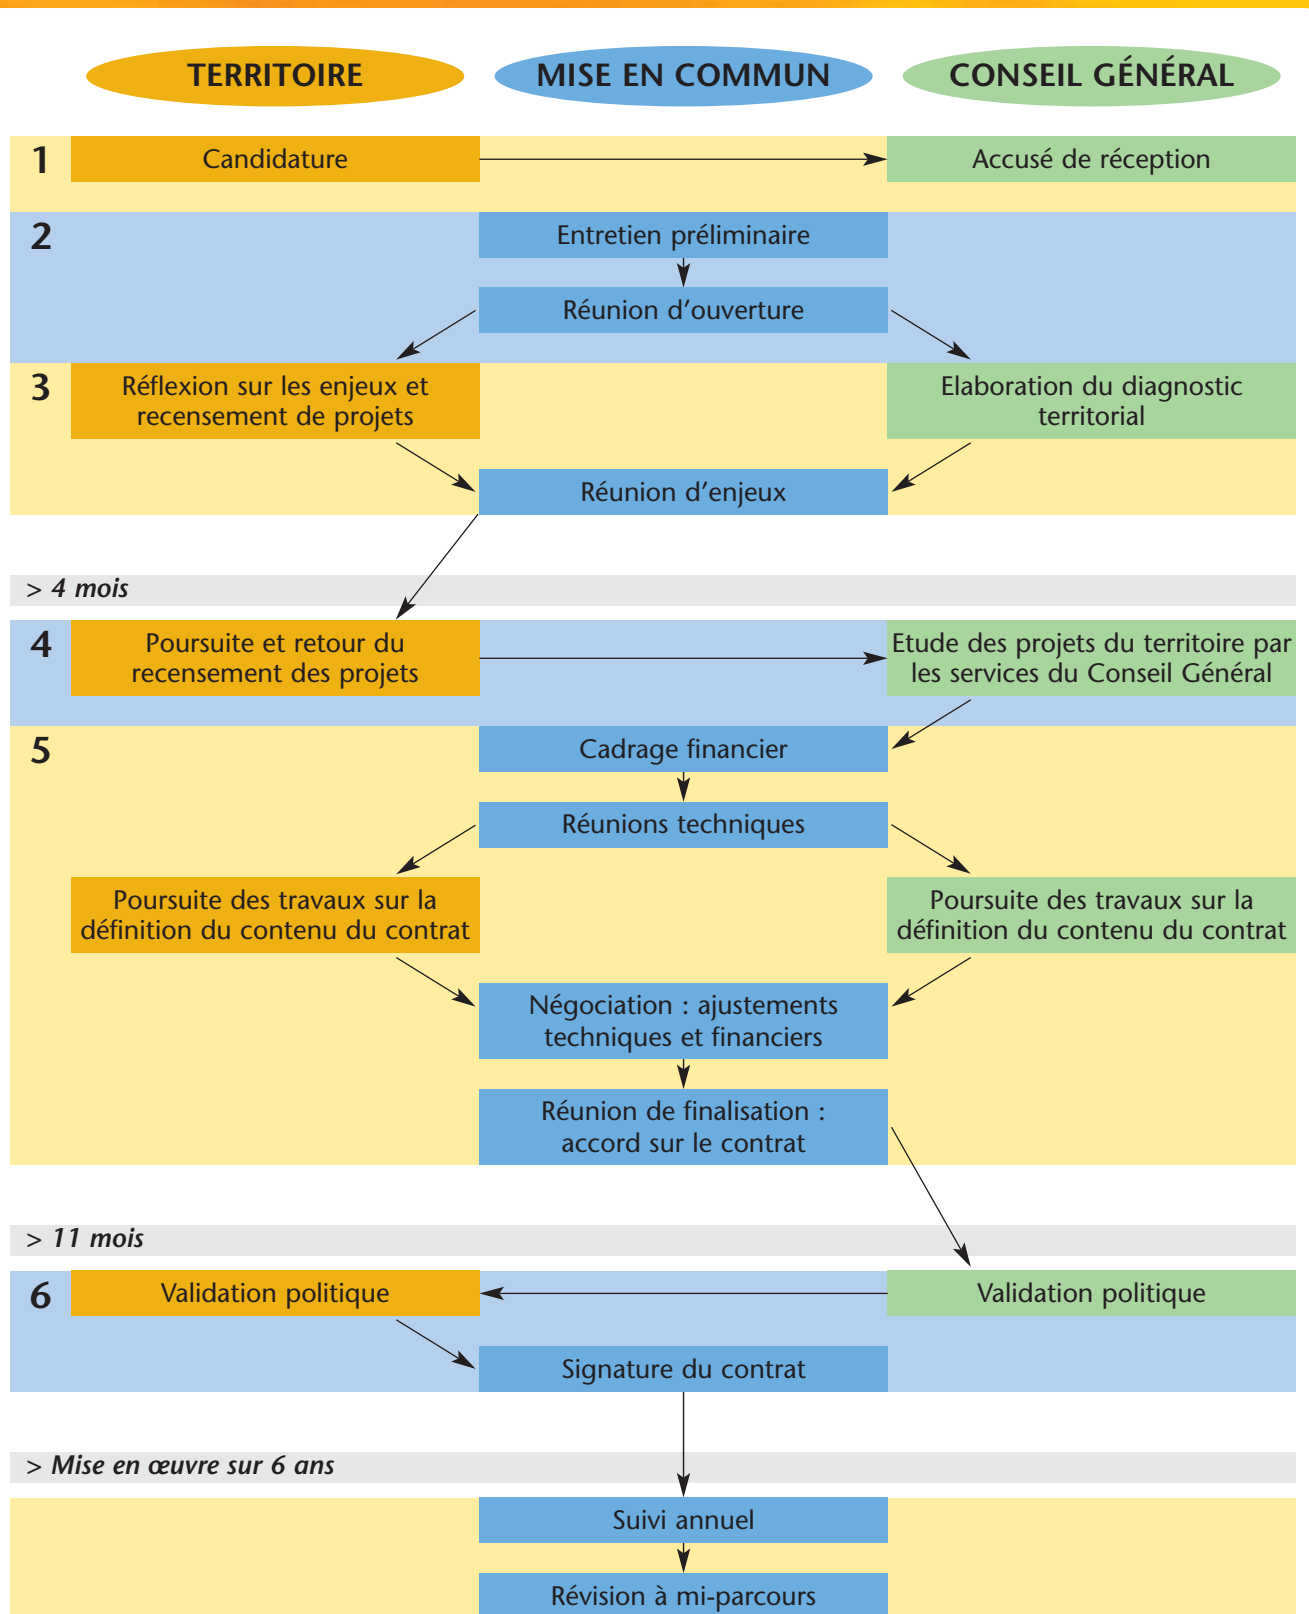 TERRITOIRE
MISE EN COMMUN
CONSEIL GÉNÉRAL
1
Candidature
Accusé de réception
2
Entretien préliminaire
Réunion d'ouverture
3
Réflexion sur les enjeux et
recensement de projets
Elaboration du diagnostic
territorial
Réunion d'enjeux
> 4 mois
4
Poursuite et retour du
recensement des projets
Etude des projets du territoire par
les services du Conseil Général
5
Cadrage financier
Réunions techniques
Poursuite des travaux sur la
définition du contenu du contrat
Poursuite des travaux sur la
définition du contenu du contrat
Négociation : ajustements
techniques et financiers
Réunion de finalisation :
accord sur le contrat
> 11 mois
6
Validation politique
Validation politique
Signature du contrat
> Mise en œuvre sur 6 ans
Suivi annuel
Révision à mi-parcours